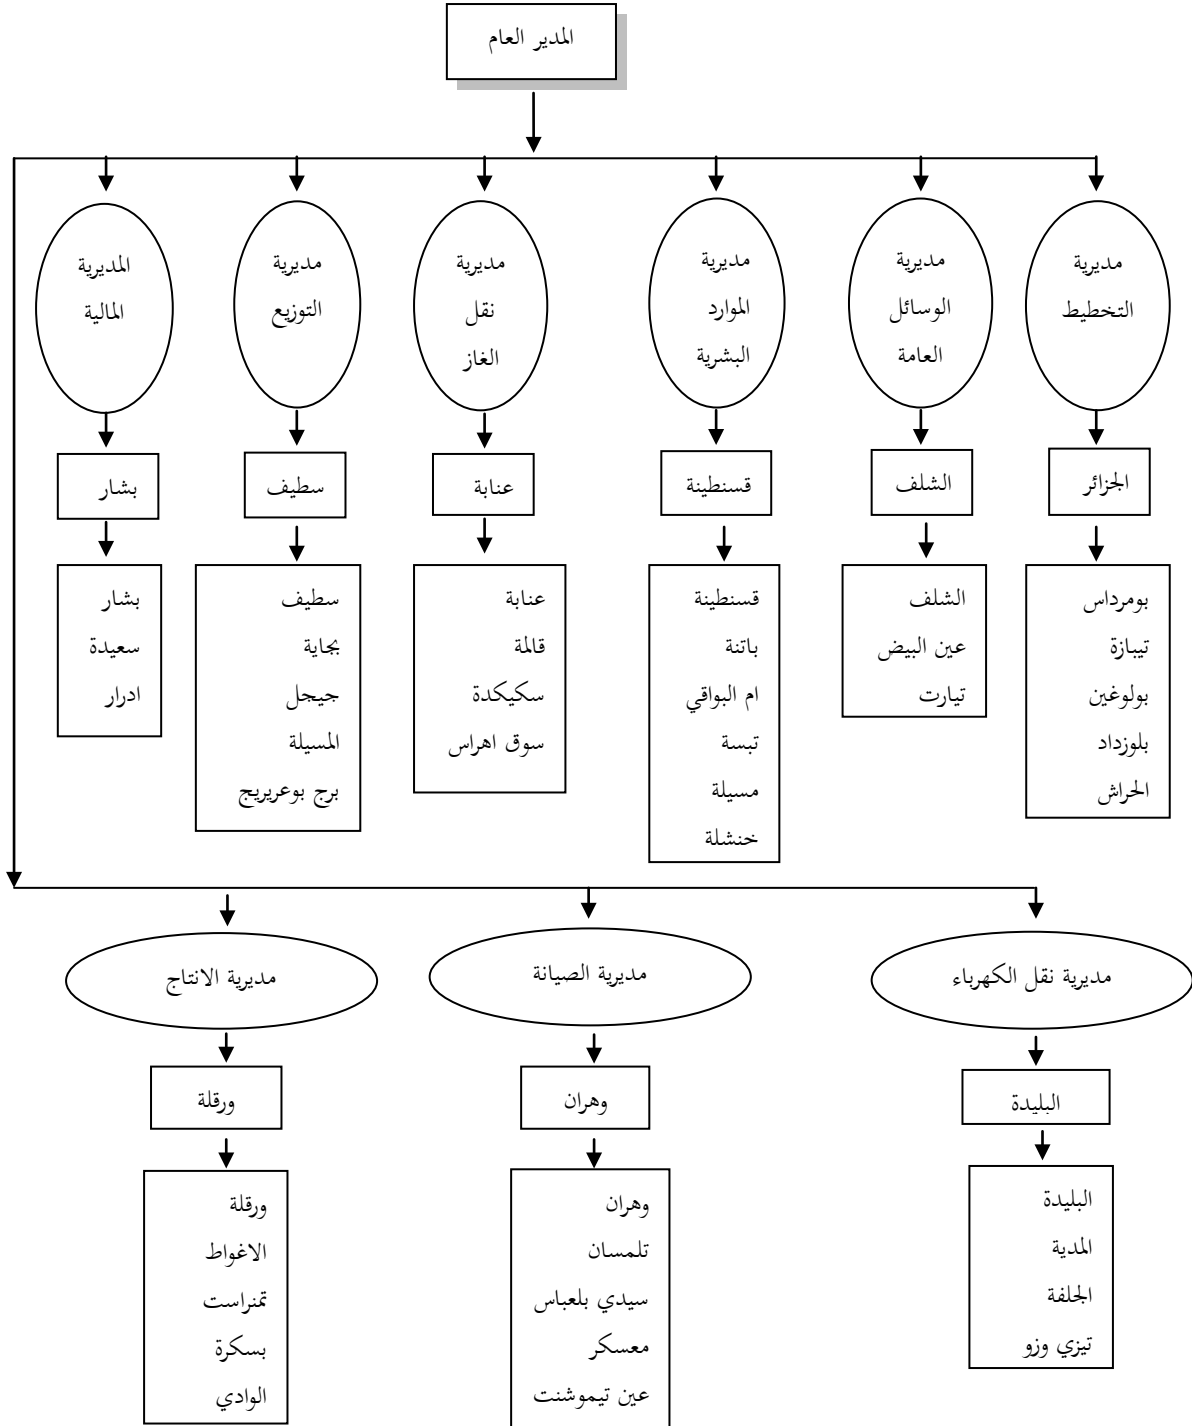 المدير العام
مديرية
التخطيط
مديرية
الوسائل
العامة
مديرية
الموارد
البشرية
مديرية
نقل
الغاز
مديرية
التوزيع
المديرية
المالية
الجزائر
الشلف
قسنطينة
عنابة
سطيف
بشار
بومرداس
تيبازة
بولوغين
بلوزداد
الحراش
الشلف
عين البيض
تيارت
قسنطينة
باتنة
ام البواقي
تبسة
مسيلة
خنشلة
عنابة
قالمة
سكيكدة
سوق اهراس
سطيف
بجاية
جيجل
المسيلة
برج بوعريريج
بشار
سعيدة
ادرار
مديرية نقل الكهرباء
مديرية الصيانة
مديرية الانتاج
البليدة
وهران
ورقلة
البليدة
المدية
الجلفة
تيزي وزو
وهران
تلمسان
سيدي بلعباس
معسكر
عين تيموشنت
ورقلة
الاغواط
تمنراست
بسكرة
الوادي